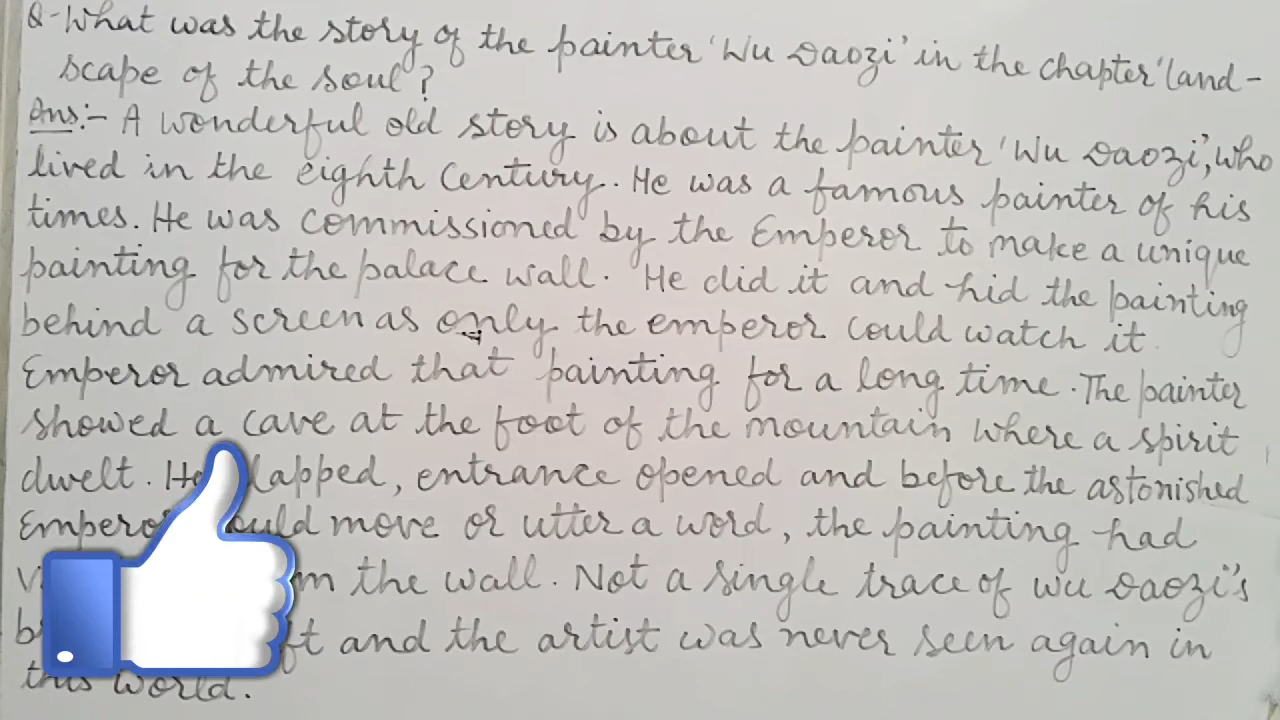 Q- What was the story of the painter 'Wu Daozi' in the chapter 'land-
scape of the soul'?
Ans:- A wonderful old story is about the painter 'Wu Daozi', who
lived in the eighth Century. He was a famous painter of his
times. He was commissioned by the Emperor to make a unique
painting for the palace wall. He did it and hid the painting
behind a screen as only the emperor could watch it.
Emperor admired that painting for a long time. The painter
showed a cave at the foot of the mountain where a spirit
dwelt. He clapped, entrance opened and before the astonished
Emperor could move or utter a word, the painting had
the wall. Not a single trace of Wu Daozi's
and the artist was never seen again in
this world.